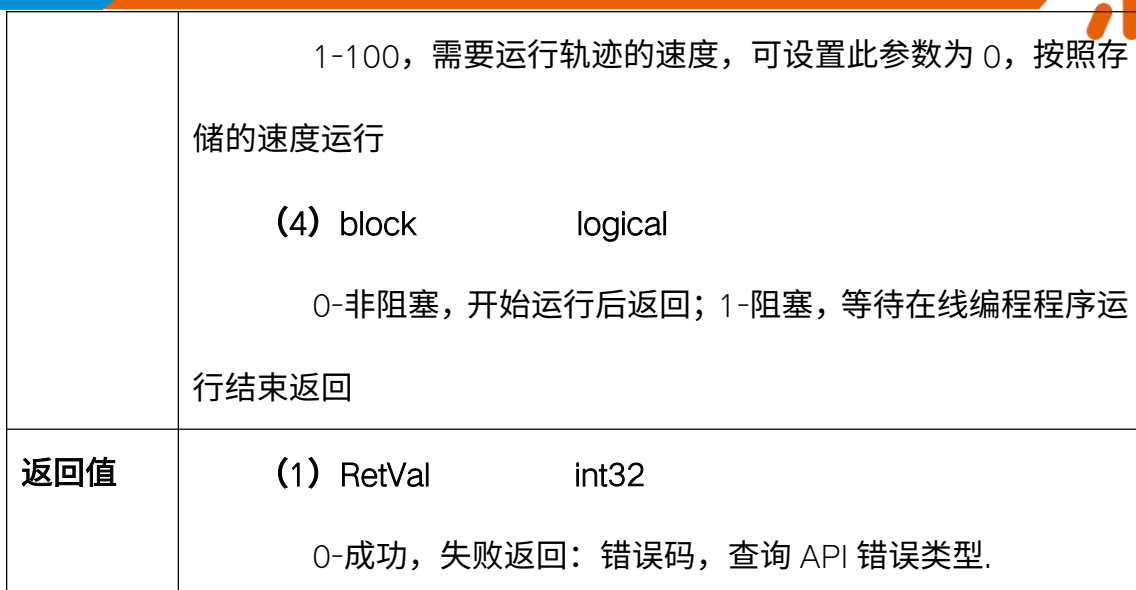 1-100，需要运行轨迹的速度，可设置此参数为 0，按照存
储的速度运行
（4）block logical
0-非阻塞，开始运行后返回；1-阻塞，等待在线编程程序运
行结束返回
返回值 （1）RetVal int32
0-成功，失败返回：错误码，查询 API 错误类型.